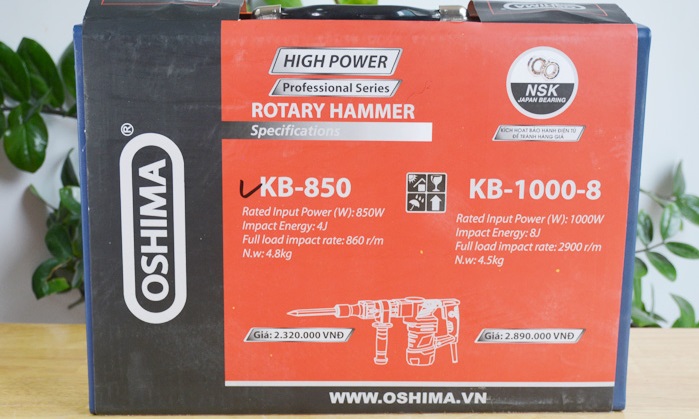 HIGH POWER
Professional Series
ROTARY HAMMER
Specifications
NSK
JAPAN BEARING
KÍCH HOẠT BẢO HÀNH ĐIỆN TỬ
ĐỂ TRÁNH HÀNG GIẢ
OSHIMA®
KB-850
Rated Input Power (W): 850W
Impact Energy: 4J
Full load impact rate: 860 r/m
N.w: 4.8kg
KB-1000-8
Rated Input Power (W): 1000W
Impact Energy: 8J
Full load impact rate: 2900 r/m
N.w: 4.5kg
Giá: 2.320.000 VNĐ
Giá: 2.890.000 VNĐ
WWW.OSHIMA.VN